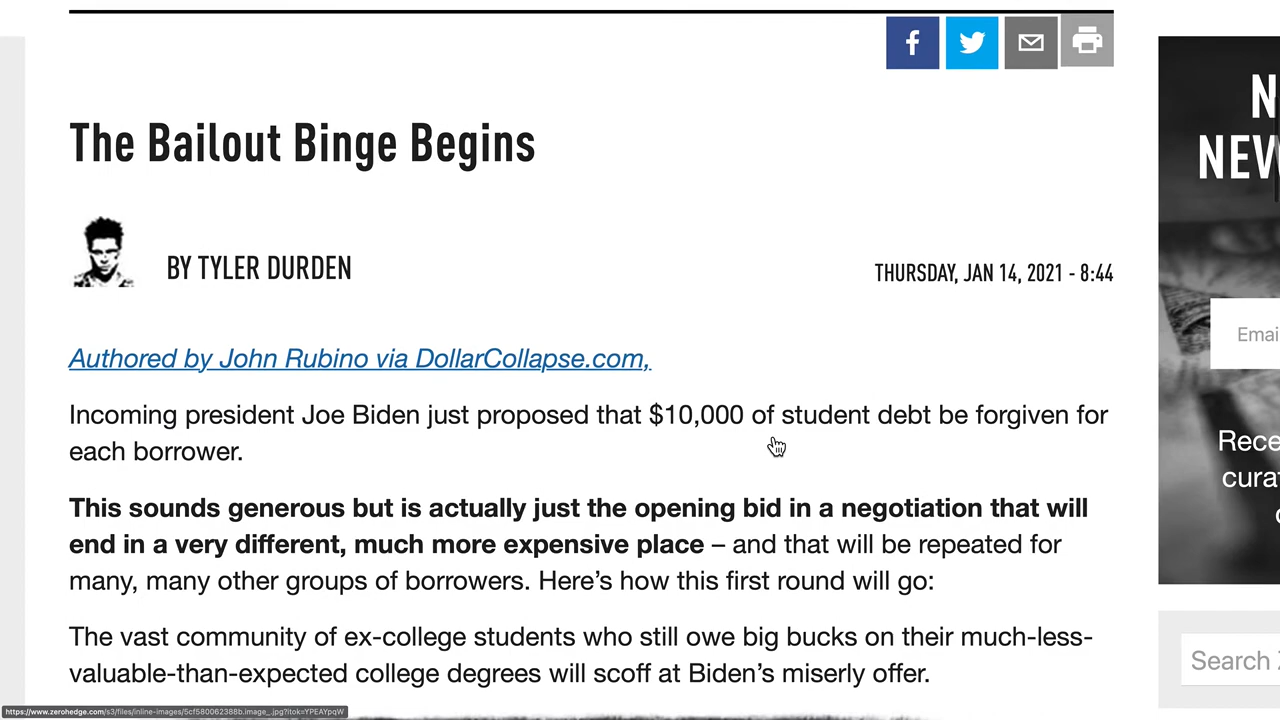 The Bailout Binge Begins
BY TYLER DURDEN
THURSDAY, JAN 14, 2021 - 8:44
Authored by John Rubino via DollarCollapse.com,
Incoming president Joe Biden just proposed that $10,000 of student debt be forgiven for
each borrower.
This sounds generous but is actually just the opening bid in a negotiation that will
end in a very different, much more expensive place – and that will be repeated for
many, many other groups of borrowers. Here’s how this first round will go:
The vast community of ex-college students who still owe big bucks on their much-less-
valuable-than-expected college degrees will scoff at Biden’s miserly offer.
N
NEW
Emai
Rece
cura
Search
https://www.zerohedge.com/s3/files/inline-images/5cf580062388b.image_.jpg?itok=YPEAYpqW